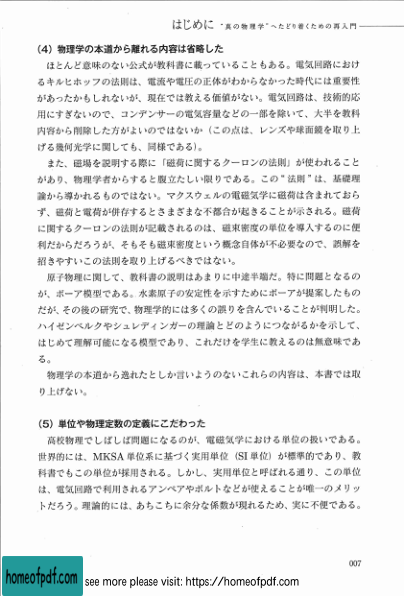 はじめに “真の物理学”へたどり着くための再入門
（4）物理学の本道から離れる内容は省略した
ほとんど意味のない公式が教科書に載っていることもある。電気回路におけ
るキルヒホッフの法則は、電流や電圧の正体がわからなかった時代には重要性
があったかもしれないが、現在では教える価値がない。電気回路は、技術的応
用にすぎないので、コンデンサーの電気容量などの一部を除いて、大半を教科
内容から削除した方がよいのではないか（この点は、レンズや球面鏡を取り上
げる幾何光学に関しても、同様である）。
また、磁場を説明する際に「磁荷に関するクーロンの法則」が使われること
があり、物理学者からすると腹立たしい限りである。この“法則”は、基礎理
論から導かれるものではない。マクスウェルの電磁気学に磁荷は含まれておら
ず、磁荷と電荷が併存するとさまざまな不都合が起きることが示される。磁荷
に関するクーロンの法則が記載されるのは、磁束密度の単位を導入するのに便
利だからだろうが、そもそも磁束密度という概念自体が不必要なので、誤解を
招きやすいこの法則を取り上げるべきではない。
原子物理に関して、教科書の説明はあまりに中途半端だ。特に問題となるの
が、ボーア模型である。水素原子の安定性を示すためにボーアが提案したもの
だが、その後の研究で、物理学的には多くの誤りを含んでいることが判明した。
ハイゼンベルクやシュレディンガーの理論とどのようにつながるかを示して、
はじめて理解可能になる模型であり、これだけを学生に教えるのは無意味であ
る。
物理学の本道から逸れたとしか言いようのないこれらの内容は、本書では取
り上げない。
（5）単位や物理定数の定義にこだわった
高校物理でしばしば問題になるのが、電磁気学における単位の扱いである。
世界的には、MKSA単位系に基づく実用単位（SI単位）が標準的であり、教
科書でもこの単位が採用される。しかし、実用単位と呼ばれる通り、この単位
は、電気回路で利用されるアンペアやボルトなどが使えることが唯一のメリッ
トだろう。理論的には、あちこちに余分な係数が現れるため、実に不便である。
007
homeofpdf.com
see more please visit: https://homeofpdf.com